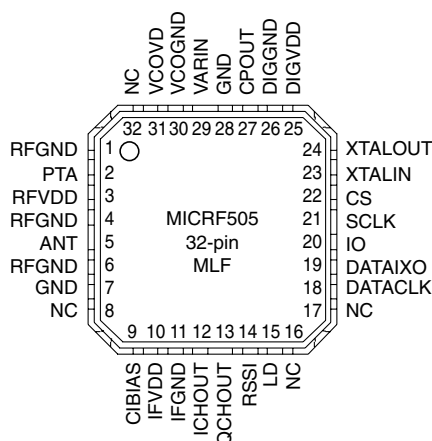 NC
VCOVD
VCOGND
VARIN
GND
CPOUT
DIGGND
DIGVDD
32 31 30 29 28 27 26 25
RFGND 1
PTA 2
RFVDD 3
RFGND 4
ANT 5
RFGND 6
GND 7
NC 8
MICRF505
32-pin
MLF
24 XTALOUT
23 XTALIN
22 CS
21 SCLK
20 IO
19 DATAIXO
18 DATACLK
17 NC
9 10 11 12 13 14 15 16
CIBIAS
IFVDD
IFGND
ICHOUT
QCHOUT
RSSI
LD
NC